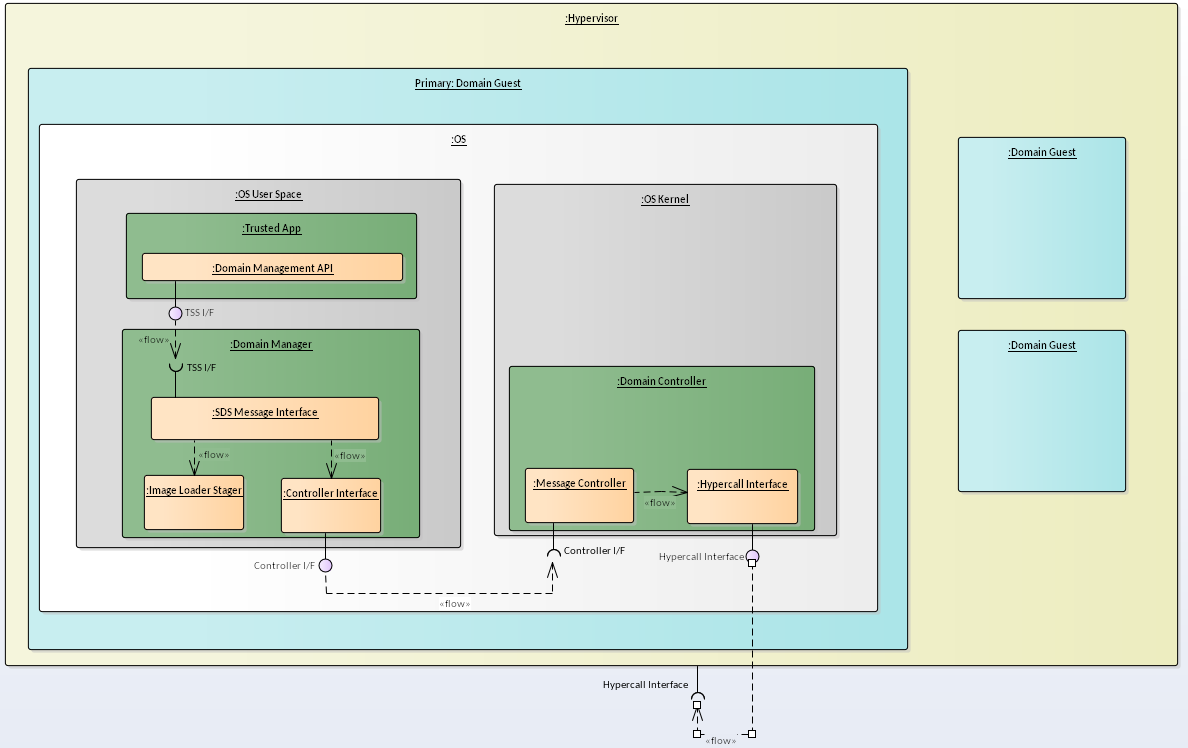 :Hypervisor
Primary: Domain Guest
:OS
:OS User Space
:Trusted App
:Domain Management API
TSS I/F
«flow»
:Domain Manager
TSS I/F
:SDS Message Interface
«flow»
«flow»
:Image Loader Stager
:Controller Interface
Controller I/F
«flow»
:OS Kernel
:Domain Controller
:Message Controller
«flow»
:Hypercall Interface
Controller I/F
Hypercall Interface
:Domain Guest
:Domain Guest
Hypercall Interface
«flow»